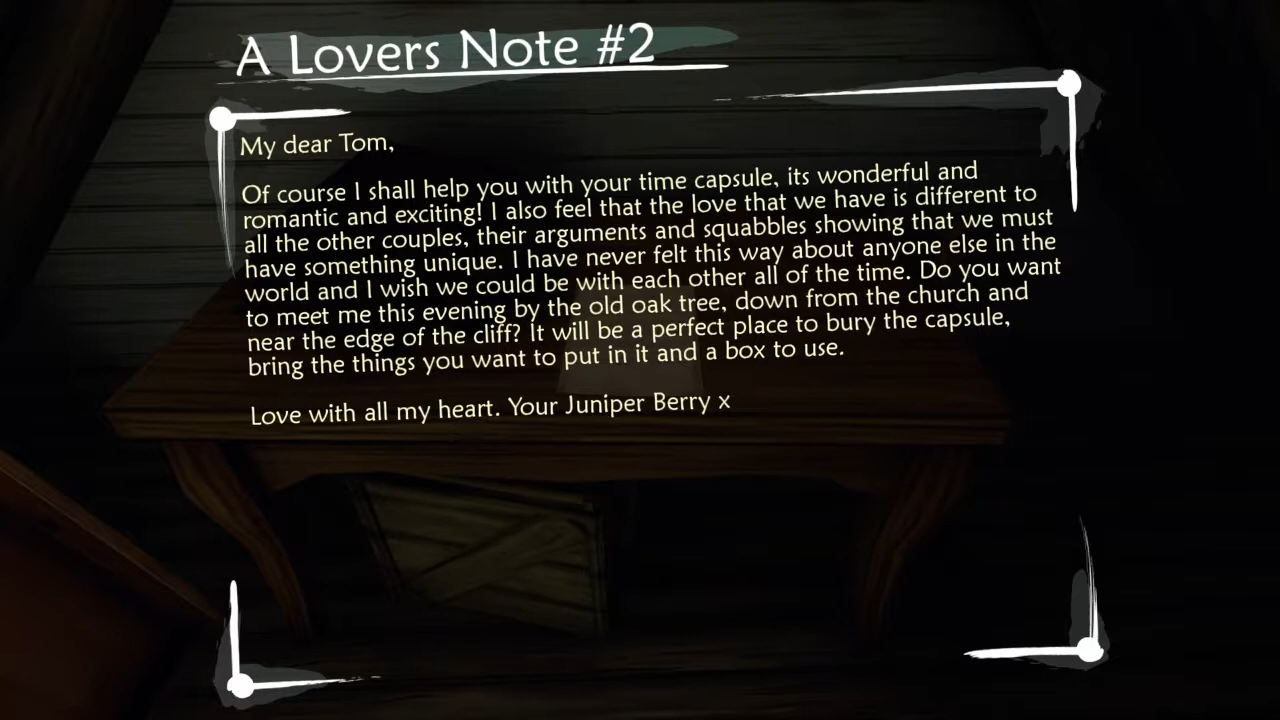 A Lovers Note #2
My dear Tom,
Of course I shall help you with your time capsule, its wonderful and
romantic and exciting! I also feel that the love that we have is different to
all the other couples, their arguments and squabbles showing that we must
have something unique. I have never felt this way about anyone else in the
world and I wish we could be with each other all of the time. Do you want
to meet me this evening by the old oak tree, down from the church and
near the edge of the cliff? It will be a perfect place to bury the capsule,
bring the things you want to put in it and a box to use.
Love with all my heart. Your Juniper Berry x